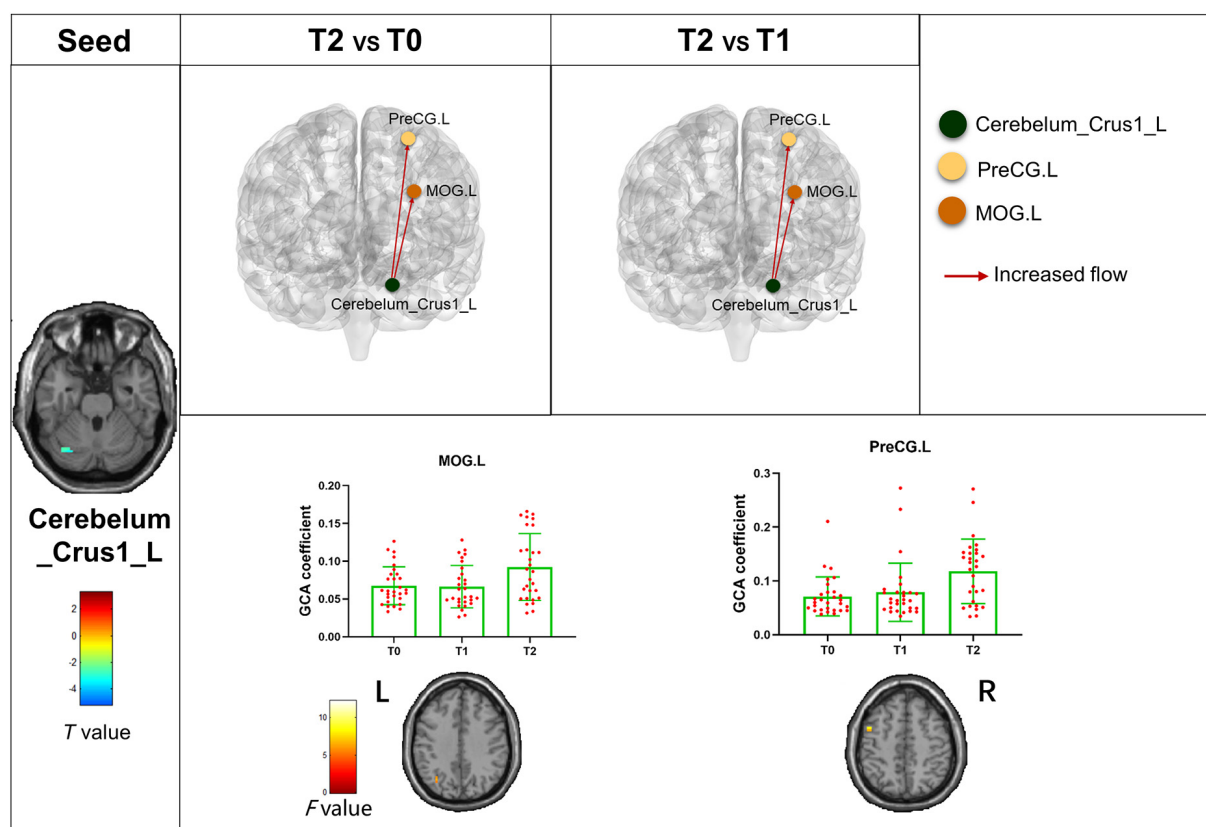 Seed
T2 vs T0
T2 vs T1
PreCG.L
MOG.L
Cerebelum_Crus1_L
PreCG.L
MOG.L
Cerebelum_Crus1_L
Cerebelum_Crus1_L
PreCG.L
MOG.L
Increased flow
Cerebelum
_Crus1_L
2
0
-2
-4
T value
MOG.L
GCA coefficient
0.20
0.15
0.10
0.05
0.00
T0 T1 T2
PreCG.L
GCA coefficient
0.3
0.2
0.1
0.0
T0 T1 T2
L
10
5
0
F value
R